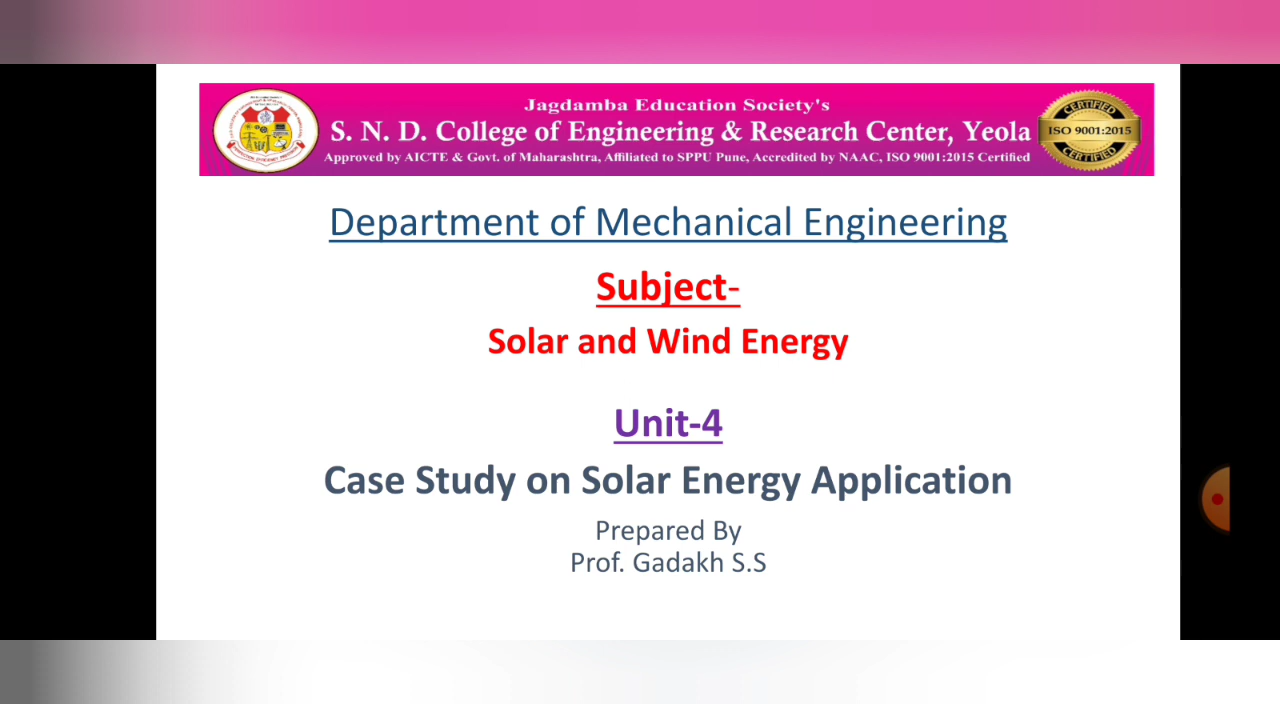 Jagdamba Education Society's
S. N. D. College of Engineering & Research Center, Yeola
Approved by AICTE & Govt. of Maharashtra, Affiliated to SPPU Pune, Accredited by NAAC, ISO 9001:2015 Certified
CERTIFIED
ISO 9001:2015
CERTIFIED
Department of Mechanical Engineering
Subject-
Solar and Wind Energy
Unit-4
Case Study on Solar Energy Application
Prepared By
Prof. Gadakh S.S